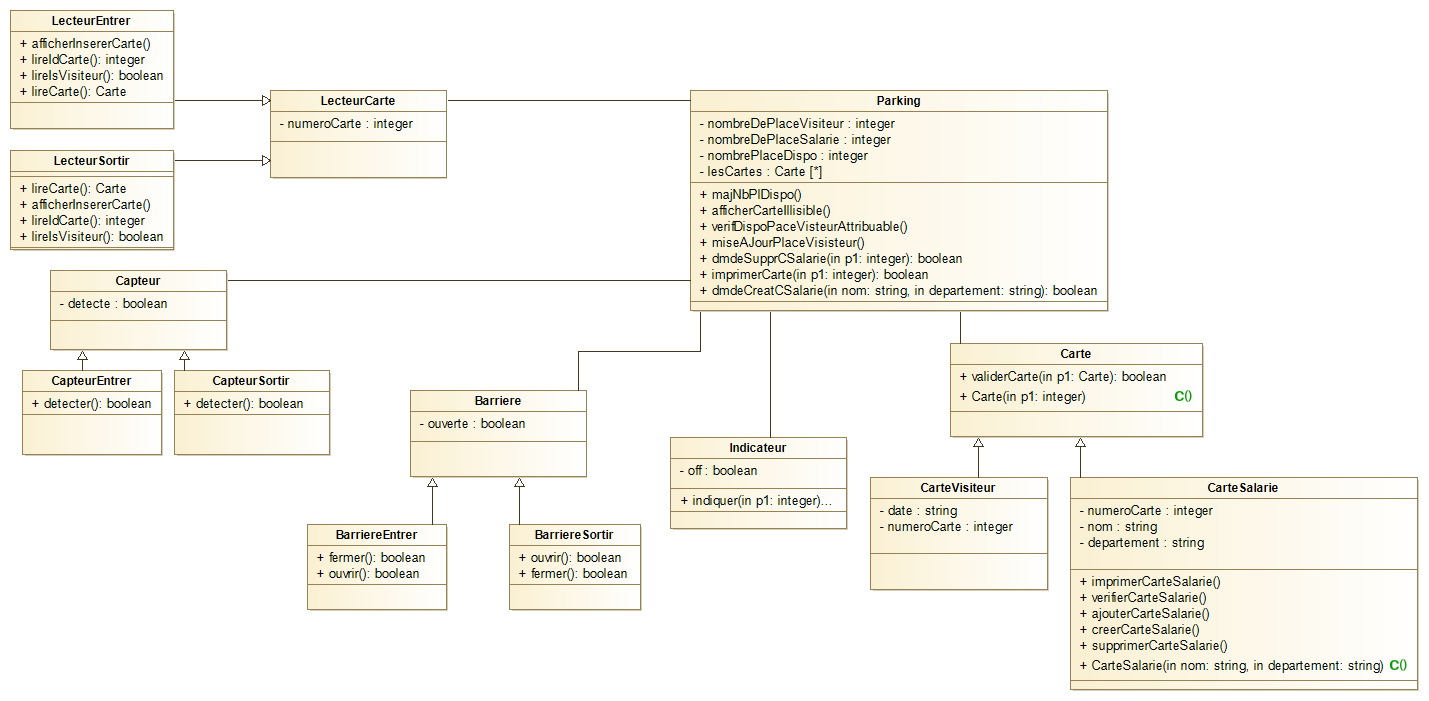 LecteurEntrer
+ afficherInsererCarte()
+ lireIdCarte(): integer
+ lireIsVisiteur(): boolean
+ lireCarte(): Carte
LecteurCarte
- numeroCarte : integer
Parking
- nombreDePlaceVisiteur : integer
- nombreDePlaceSalarie : integer
- nombrePlaceDispo : integer
- lesCartes : Carte [*]
+ majNbPlDispo()
+ afficherCarteIllisible()
+ verifDispoPaceVisteurAttribuable()
+ miseAJourPlaceVisisteur()
+ dmdeSupprCSalarie(in p1: integer): boolean
+ imprimerCarte(in p1: integer): boolean
+ dmdeCreatCSalarie(in nom: string, in departement: string): boolean
LecteurSortir
+ lireCarte(): Carte
+ afficherInsererCarte()
+ lireIdCarte(): integer
+ lireIsVisiteur(): boolean
Capteur
- detecte : boolean
CapteurEntrer
+ detecter(): boolean
CapteurSortir
+ detecter(): boolean
Barriere
- ouverte : boolean
BarriereEntrer
+ fermer(): boolean
+ ouvrir(): boolean
BarriereSortir
+ ouvrir(): boolean
+ fermer(): boolean
Indicateur
- off : boolean
+ indiquer(in p1: integer)...
Carte
+ validerCarte(in p1: Carte): boolean
+ Carte(in p1: integer) C()
CarteVisiteur
- date : string
- numeroCarte : integer
CarteSalarie
- numeroCarte : integer
- nom : string
- departement : string
+ imprimerCarteSalarie()
+ verifierCarteSalarie()
+ ajouterCarteSalarie()
+ creerCarteSalarie()
+ supprimerCarteSalarie()
+ CarteSalarie(in nom: string, in departement: string) C()